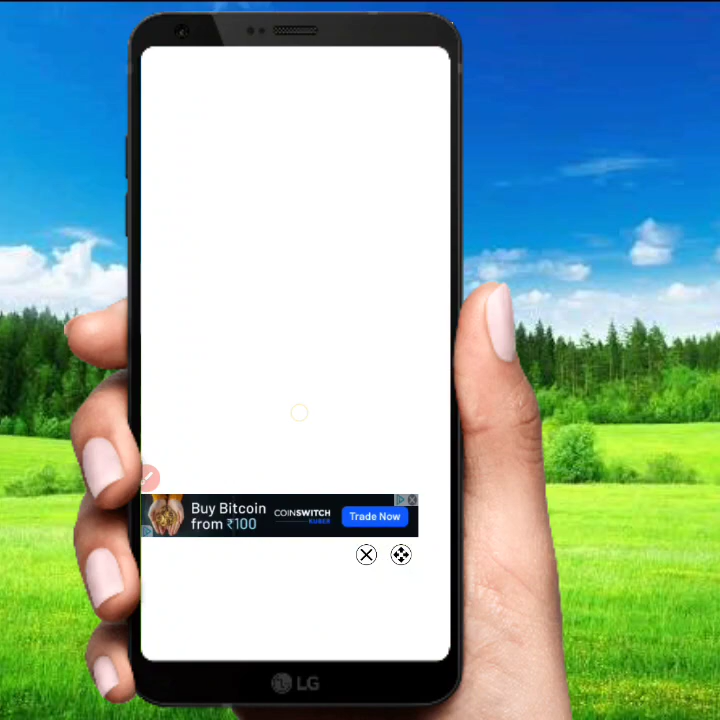 Buy Bitcoin
from ₹100
COINSWITCH
KUBER
Trade Now
LG